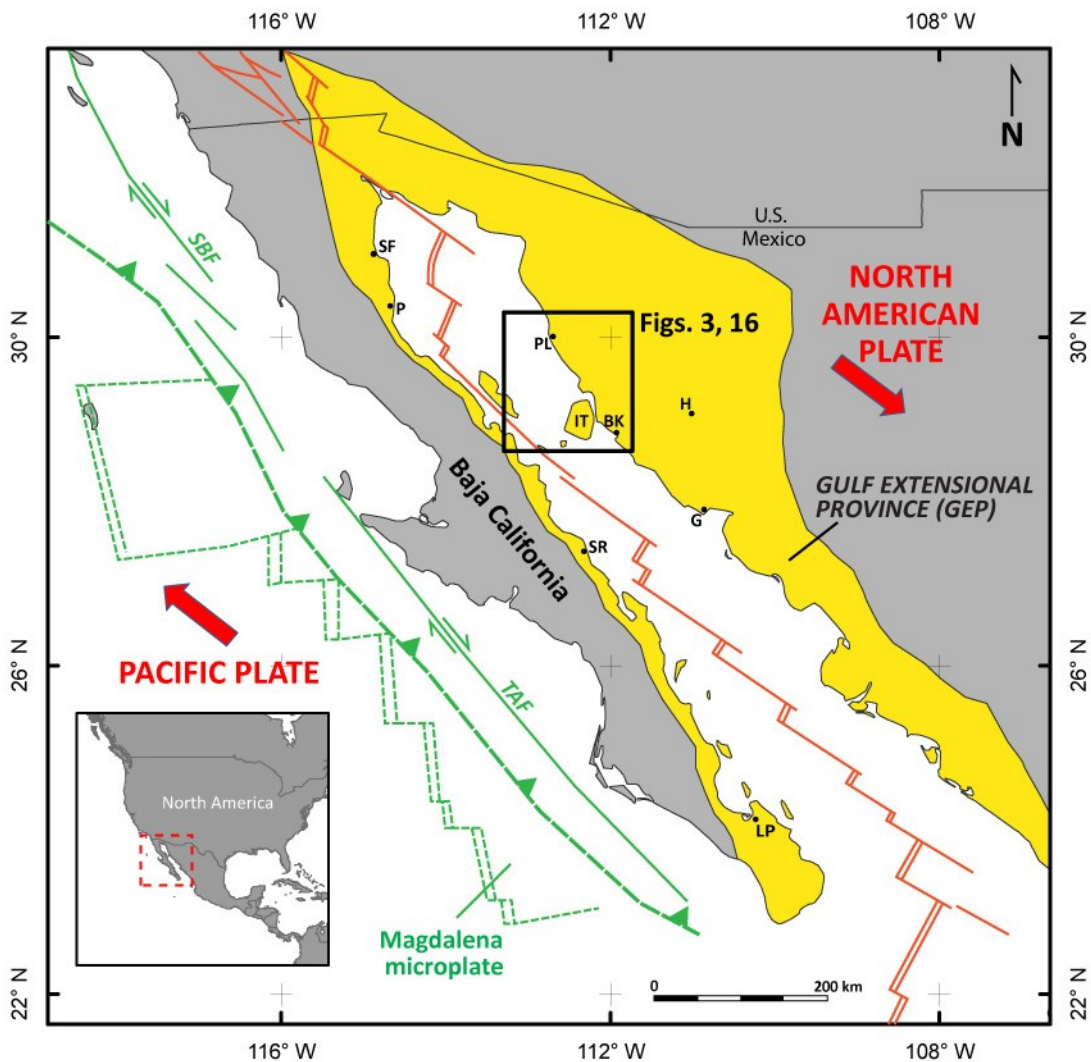 116° W
112° W
108° W
N
U.S.
Mexico
SBF
SF
NORTH
AMERICAN
PLATE
P
Figs. 3, 16
30° N
30° N
PL
H
IT
BK
Baja California
GULF EXTENSIONAL
PROVINCE (GEP)
G
SR
PACIFIC PLATE
26° N
26° N
TAF
North America
LP
Magdalena
microplate
0
200 km
22° N
22° N
116° W
112° W
108° W